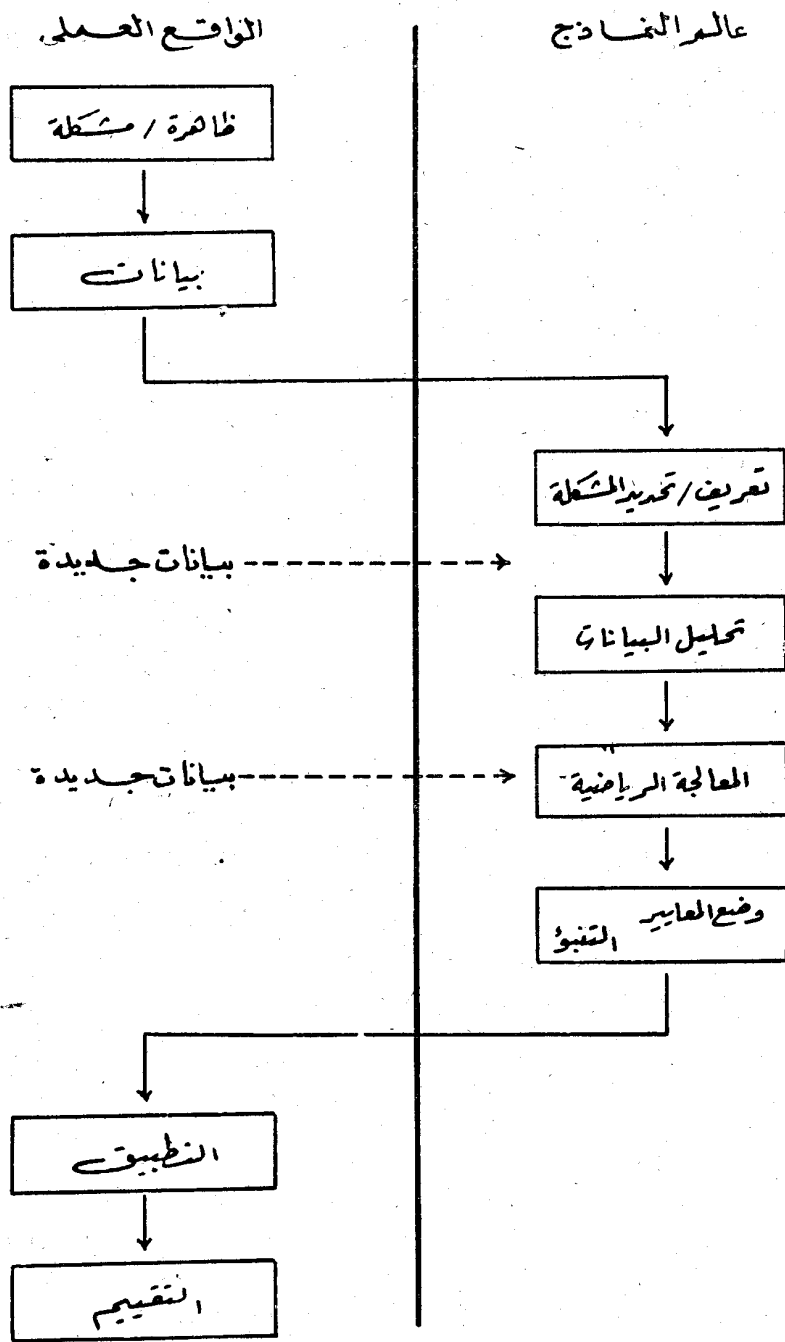 عالم النماذج
الواقع العملى
ظاهرة / مشكلة
بيانات
تعريف / تحديد المشكلة
بيانات جديدة
تحليل البيانات
بيانات جديدة
المعالجة الرياضية
وضع المعايير التنبؤ
التطبيق
التقييم